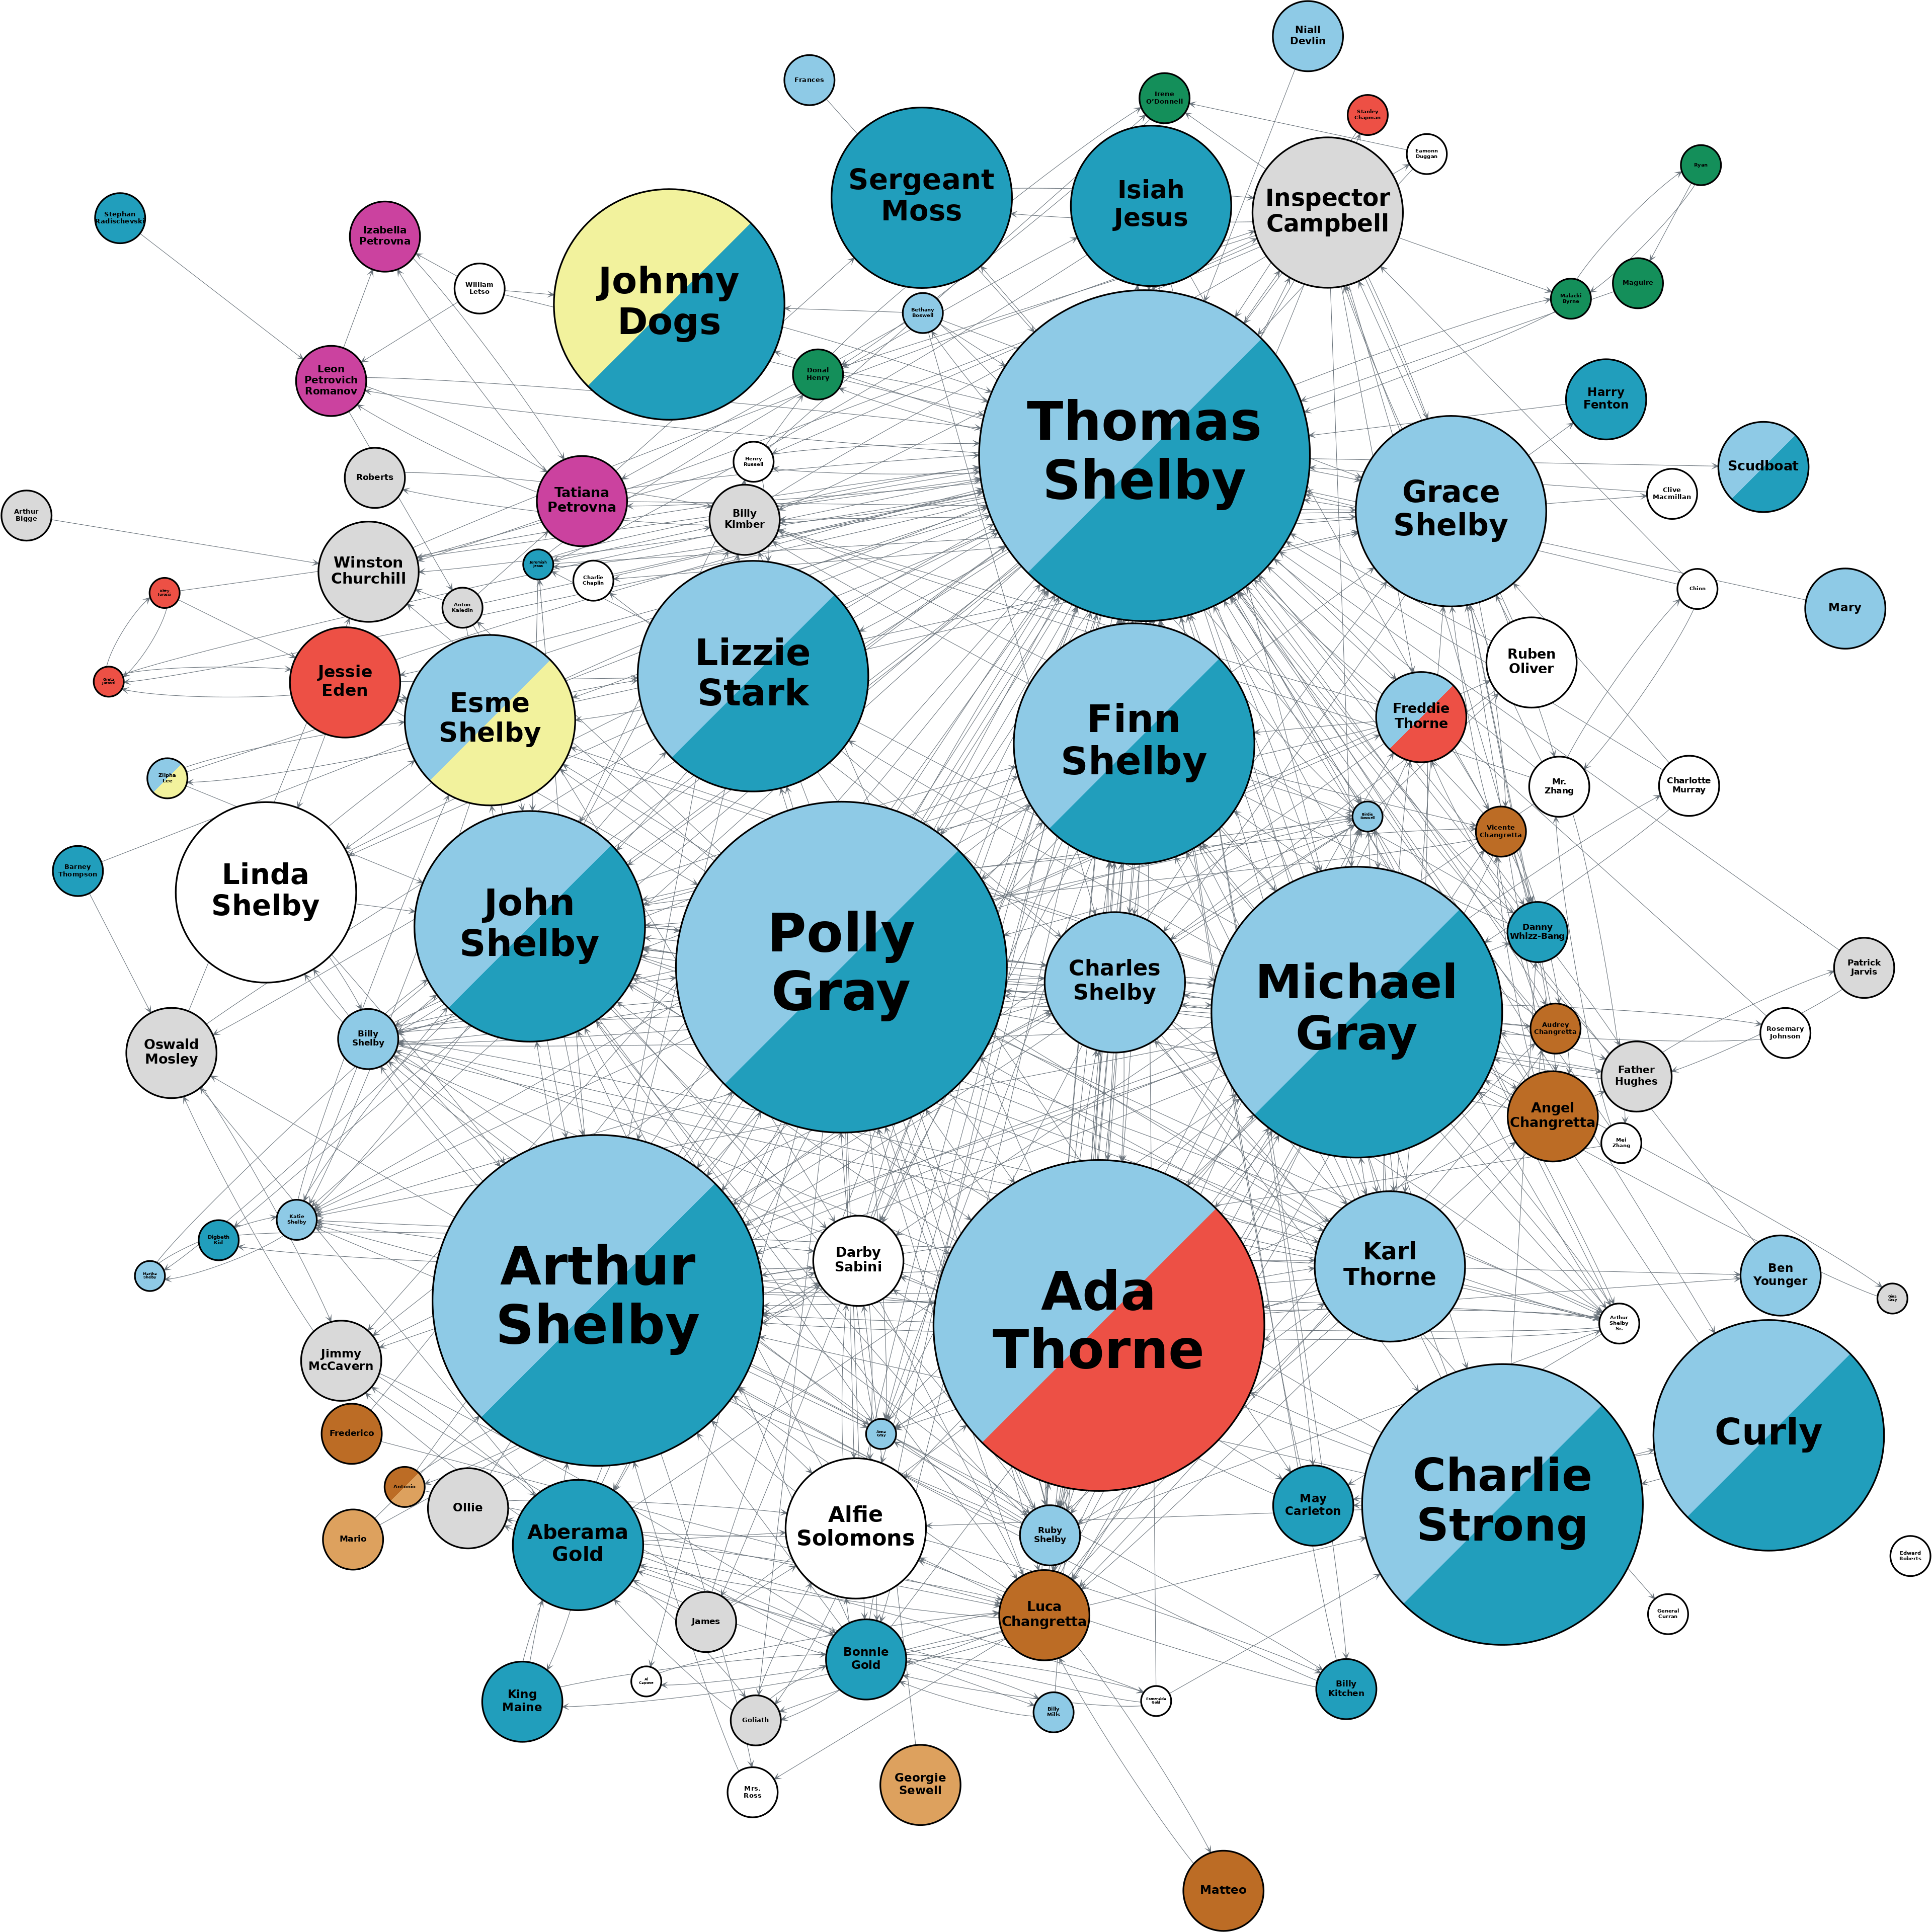 Niall
Devlin
Frances
Irene
O'Donnell
Stanley
Chapman
Eamonn
Duggan
Ryan
Sergeant
Moss
Isiah
Jesus
Inspector
Campbell
Stephan
Radischevski
Izabella
Petrovna
William
Letso
Johnny
Dogs
Bethany
Boswell
Maguire
Malacki
Byrne
Leon
Petrovich
Romanov
Donal
Henry
Thomas
Shelby
Harry
Fenton
Henry
Russell
Roberts
Tatiana
Petrovna
Billy
Kimber
Grace
Shelby
Scudboat
Clive
Macmillan
Arthur
Bigge
Winston
Churchill
Jeremiah
Jesus
Charlie
Chaplin
Anton
Kaledin
Chinn
Mary
Jessie
Eden
Esme
Shelby
Lizzie
Stark
Finn
Shelby
Freddie
Thorne
Ruben
Oliver
Zilpha
Lee
Mr.
Zhang
Charlotte
Murray
Vicente
Changretta
Barney
Thompson
Linda
Shelby
John
Shelby
Polly
Gray
Charles
Shelby
Michael
Gray
Danny
Whizz-Bang
Patrick
Jarvis
Oswald
Mosley
Billy
Shelby
Audrey
Changretta
Rosemary
Johnson
Father
Hughes
Angel
Changretta
Mei
Zhang
Katie
Shelby
Digbeth
Kid
Martha
Shelby
Arthur
Shelby
Darby
Sabini
Ada
Thorne
Karl
Thorne
Ben
Younger
Gina
Gray
Arthur
Shelby
Sr.
Jimmy
McCavern
Frederico
Anna
Gray
Charlie
Strong
Curly
Antonio
Ollie
Mario
Aberama
Gold
Alfie
Solomons
Ruby
Shelby
May
Carleton
Edward
Roberts
James
Luca
Changretta
General
Curran
Al
Capone
Bonnie
Gold
King
Maine
Goliath
Billy
Mills
Esmeralda
Gold
Billy
Kitchen
Mrs.
Ross
Georgie
Sewell
Matteo